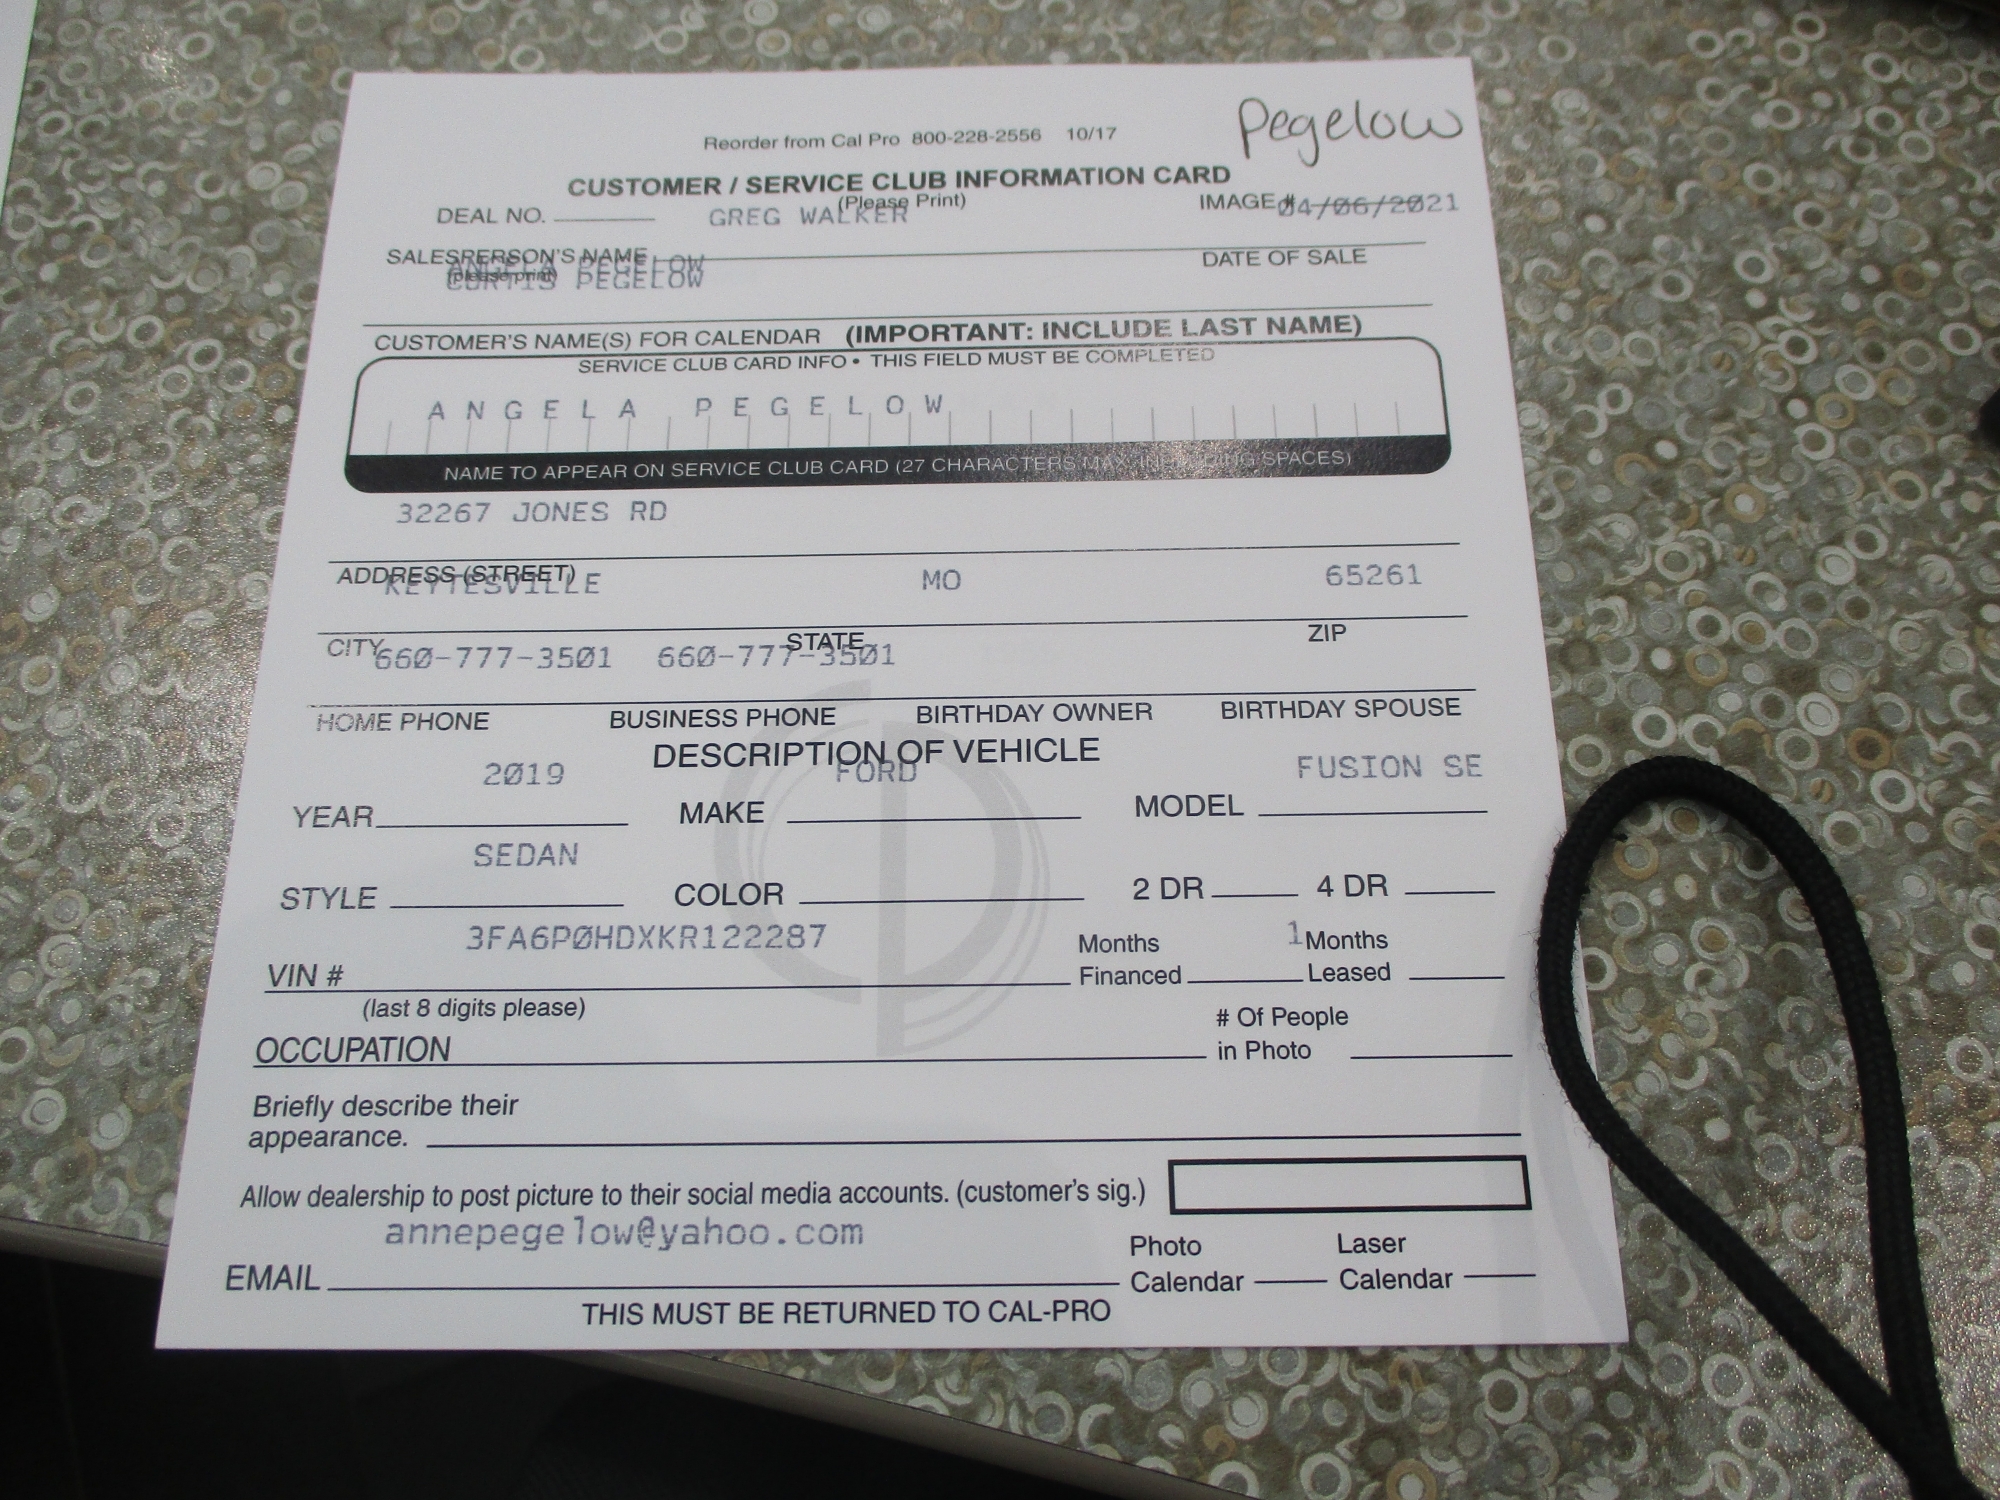 Pegelow
Reorder from Cal Pro 800-228-2556 10/17
CUSTOMER / SERVICE CLUB INFORMATION CARD
(Please Print)
DEAL NO. GREG WALKER IMAGE # 04/06/2021
SALESPERSON'S NAME DATE OF SALE
ANGELA PEGELOW
(please print)
CURTIS PEGELOW
CUSTOMER'S NAME(S) FOR CALENDAR (IMPORTANT: INCLUDE LAST NAME)
SERVICE CLUB CARD INFO • THIS FIELD MUST BE COMPLETED
ANGELA PEGELOW
NAME TO APPEAR ON SERVICE CLUB CARD (27 CHARACTERS MAX. INCLUDING SPACES)
32267 JONES RD
ADDRESS (STREET)
KEYTESVILLE MO 65261
CITY STATE ZIP
660-777-3501 660-777-3501
HOME PHONE BUSINESS PHONE BIRTHDAY OWNER BIRTHDAY SPOUSE
DESCRIPTION OF VEHICLE
2019 FORD FUSION SE
YEAR MAKE MODEL
SEDAN
STYLE COLOR 2 DR 4 DR
3FA6P0HDXKR122287 Months 1 Months
VIN # Financed Leased
(last 8 digits please)
# Of People
OCCUPATION in Photo
Briefly describe their
appearance.
Allow dealership to post picture to their social media accounts. (customer's sig.)
annepegelow@yahoo.com
Photo Laser
EMAIL Calendar Calendar
THIS MUST BE RETURNED TO CAL-PRO